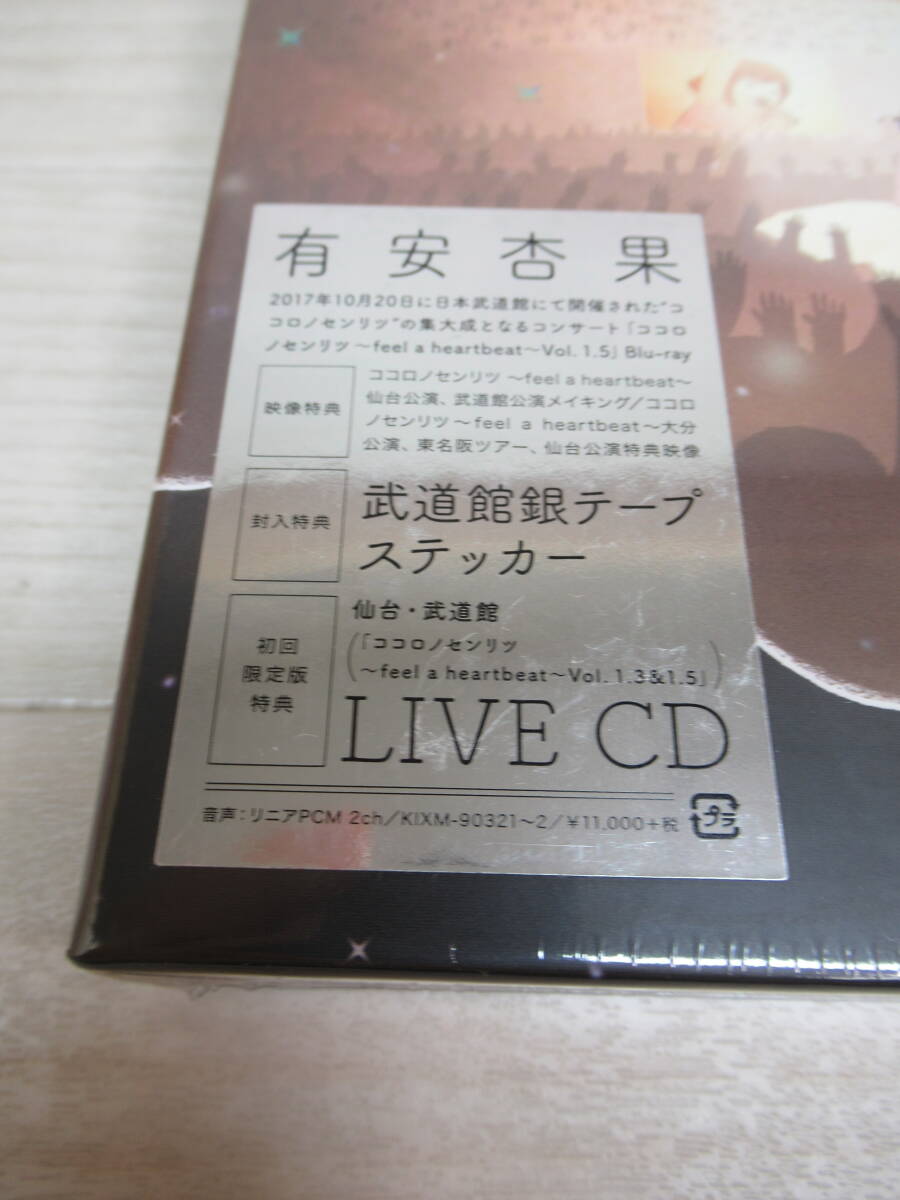 有安杏果
2017年10月20日に日本武道館にて開催された“コ
コロノセンリツ”の集大成となるコンサート「ココロ
ノセンリツ ～feel a heartbeat～Vol. 1.5」 Blu-ray
映像特典
ココロノセンリツ ～feel a heartbeat～
仙台公演、武道館公演メイキング/ココロ
ノセンリツ ～feel a heartbeat～大分
公演、東名阪ツアー、仙台公演特典映像
封入特典
武道館銀テープ
ステッカー
初回
限定版
特典
仙台・武道館
(「ココロノセンリツ
～feel a heartbeat～Vol. 1.3&1.5」)
LIVE CD
音声：リニアPCM 2ch/KIXM-90321～2/¥11,000+税
プラ